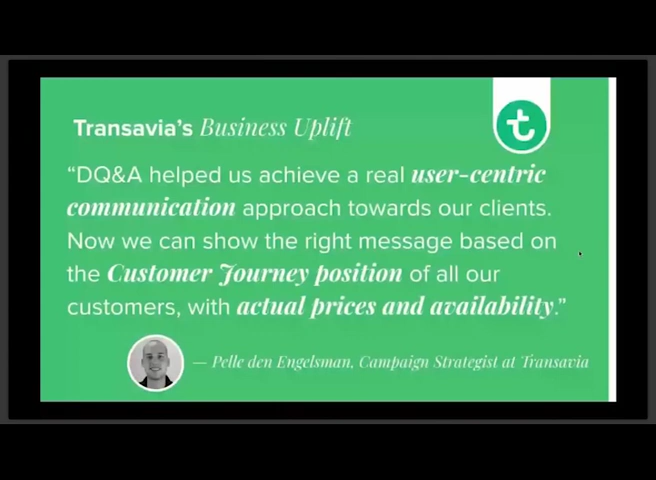 Transavia's Business Uplift
"DQ&A helped us achieve a real user-centric
communication approach towards our clients.
Now we can show the right message based on
the Customer Journey position of all our
customers, with actual prices and availability."
— Pelle den Engelsman, Campaign Strategist at Transavia